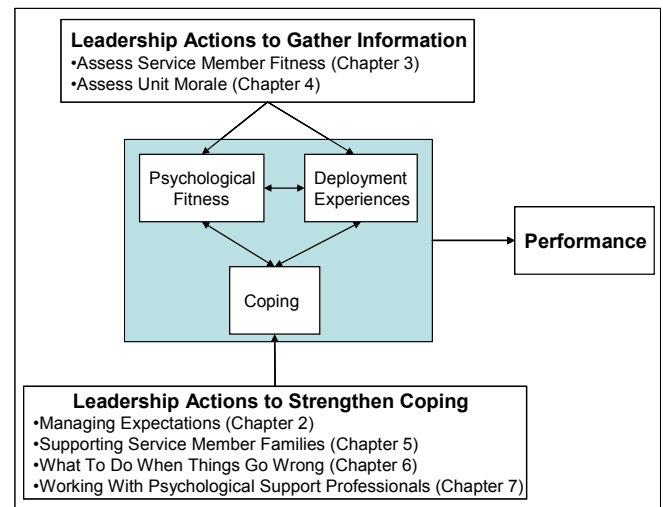 Leadership Actions to Gather Information
•Assess Service Member Fitness (Chapter 3)
•Assess Unit Morale (Chapter 4)
Psychological
Fitness
Deployment
Experiences
Coping
Performance
Leadership Actions to Strengthen Coping
•Managing Expectations (Chapter 2)
•Supporting Service Member Families (Chapter 5)
•What To Do When Things Go Wrong (Chapter 6)
•Working With Psychological Support Professionals (Chapter 7)